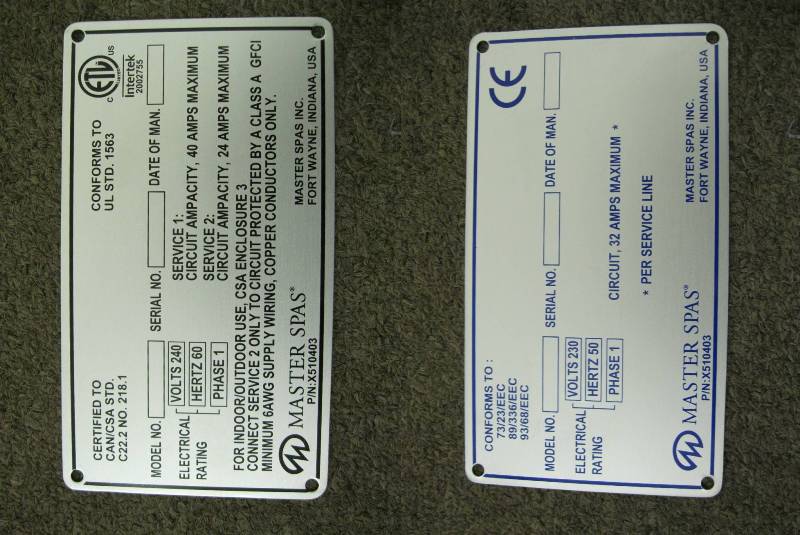 CERTIFIED TO
CAN/CSA STD.
C22.2 NO. 218.1
CONFORMS TO
UL STD. 1563
ETL
C
US
Intertek
2002755
MODEL NO.
SERIAL NO.
DATE OF MAN.
ELECTRICAL
RATING
VOLTS 240
HERTZ 60
PHASE 1
SERVICE 1:
CIRCUIT AMPACITY, 40 AMPS MAXIMUM
SERVICE 2:
CIRCUIT AMPACITY, 24 AMPS MAXIMUM
FOR INDOOR/OUTDOOR USE, CSA ENCLOSURE 3
CONNECT SERVICE 2 ONLY TO CIRCUIT PROTECTED BY A CLASS A GFCI
MINIMUM 6AWG SUPPLY WIRING, COPPER CONDUCTORS ONLY.
MASTER SPAS®
P/N:X510403
MASTER SPAS INC.
FORT WAYNE, INDIANA, USA
CONFORMS TO :
73/23/EEC
89/336/EEC
93/68/EEC
CE
MODEL NO.
SERIAL NO.
DATE OF MAN.
ELECTRICAL
RATING
VOLTS 230
HERTZ 50
PHASE 1
CIRCUIT, 32 AMPS MAXIMUM *
* PER SERVICE LINE
MASTER SPAS®
P/N:X510403
MASTER SPAS INC.
FORT WAYNE, INDIANA, USA